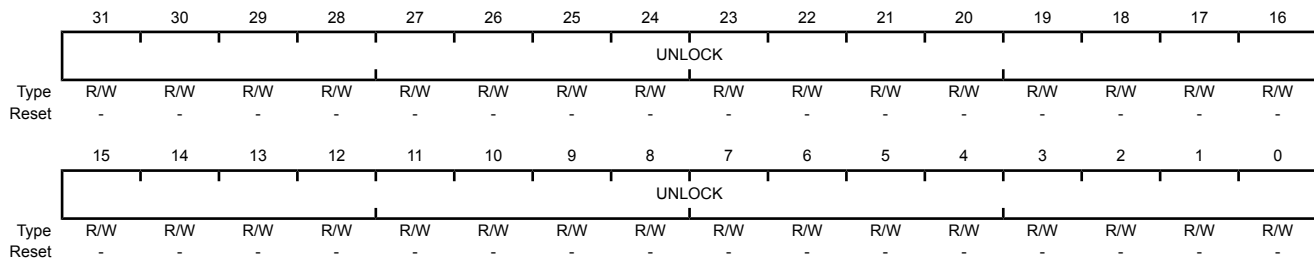 31 30 29 28 27 26 25 24 23 22 21 20 19 18 17 16
UNLOCK
Type R/W R/W R/W R/W R/W R/W R/W R/W R/W R/W R/W R/W R/W R/W R/W R/W
Reset - - - - - - - - - - - - - - - -
15 14 13 12 11 10 9 8 7 6 5 4 3 2 1 0
UNLOCK
Type R/W R/W R/W R/W R/W R/W R/W R/W R/W R/W R/W R/W R/W R/W R/W R/W
Reset - - - - - - - - - - - - - - - -